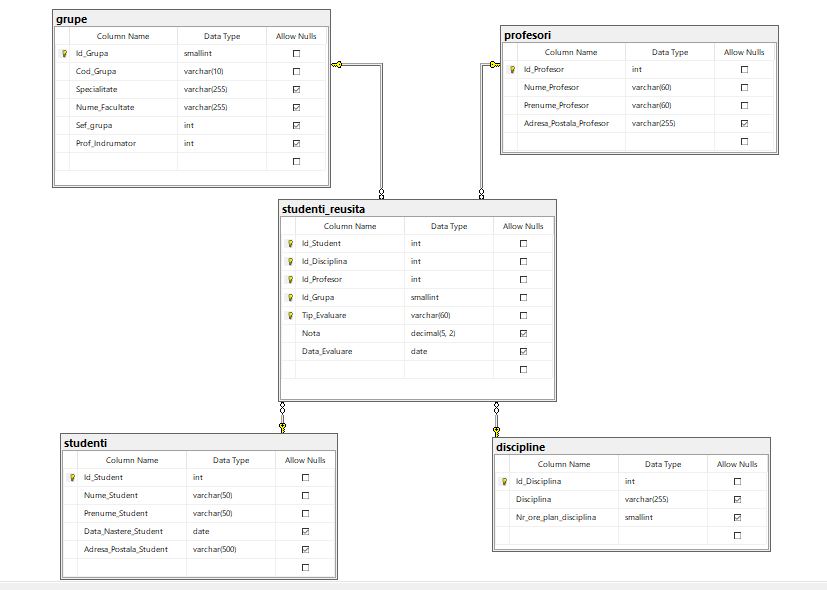 grupe
Column Name Data Type Allow Nulls
Id_Grupa smallint
Cod_Grupa varchar(10)
Specialitate varchar(255)
Nume_Facultate varchar(255)
Sef_grupa int
Prof_Indrumator int
profesori
Column Name Data Type Allow Nulls
Id_Profesor int
Nume_Profesor varchar(60)
Prenume_Profesor varchar(60)
Adresa_Postala_Profesor varchar(255)
studenti_reusita
Column Name Data Type Allow Nulls
Id_Student int
Id_Disciplina int
Id_Profesor int
Id_Grupa smallint
Tip_Evaluare varchar(60)
Nota decimal(5, 2)
Data_Evaluare date
studenti
Column Name Data Type Allow Nulls
Id_Student int
Nume_Student varchar(50)
Prenume_Student varchar(50)
Data_Nastere_Student date
Adresa_Postala_Student varchar(500)
discipline
Column Name Data Type Allow Nulls
Id_Disciplina int
Disciplina varchar(255)
Nr_ore_plan_disciplina smallint